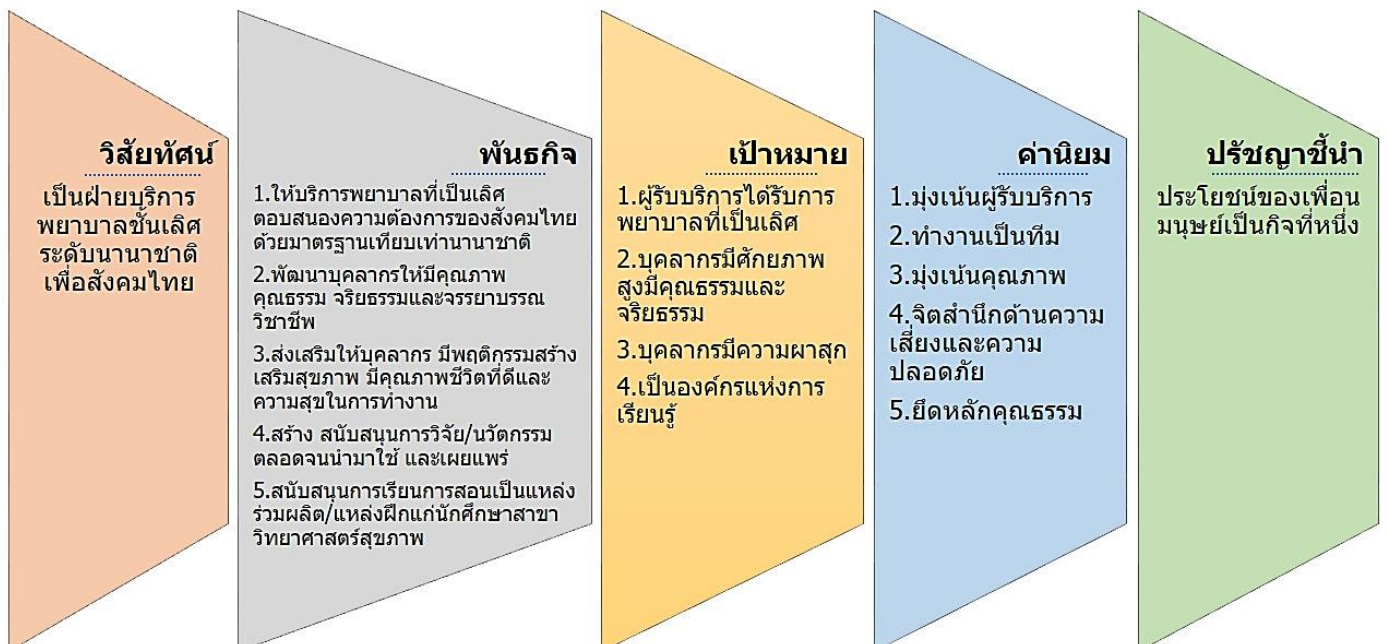 วิสัยทัศน์
เป็นฝ่ายบริการ
พยาบาลชั้นเลิศ
ระดับนานาชาติ
เพื่อสังคมไทย
พันธกิจ
1.ให้บริการพยาบาลที่เป็นเลิศ
ตอบสนองความต้องการของสังคมไทย
ด้วยมาตรฐานเทียบเท่านานาชาติ
2.พัฒนาบุคลากรให้มีคุณภาพ
คุณธรรม จริยธรรมและจรรยาบรรณ
วิชาชีพ
3.ส่งเสริมให้บุคลากร มีพฤติกรรมสร้าง
เสริมสุขภาพ มีคุณภาพชีวิตที่ดีและ
ความสุขในการทำงาน
4.สร้าง สนับสนุนการวิจัย/นวัตกรรม
ตลอดจนนำมาใช้ และเผยแพร่
5.สนับสนุนการเรียนการสอนเป็นแหล่ง
ร่วมผลิต/แหล่งฝึกแก่นักศึกษาสาขา
วิทยาศาสตร์สุขภาพ
เป้าหมาย
1.ผู้รับบริการได้รับการ
พยาบาลที่เป็นเลิศ
2.บุคลากรมีศักยภาพ
สูงมีคุณธรรมและ
จริยธรรม
3.บุคลากรมีความผาสุก
4.เป็นองค์กรแห่งการ
เรียนรู้
ค่านิยม
1.มุ่งเน้นผู้รับบริการ
2.ทำงานเป็นทีม
3.มุ่งเน้นคุณภาพ
4.จิตสำนึกด้านความ
เสี่ยงและความ
ปลอดภัย
5.ยึดหลักคุณธรรม
ปรัชญาชี้นำ
ประโยชน์ของเพื่อน
มนุษย์เป็นกิจที่หนึ่ง